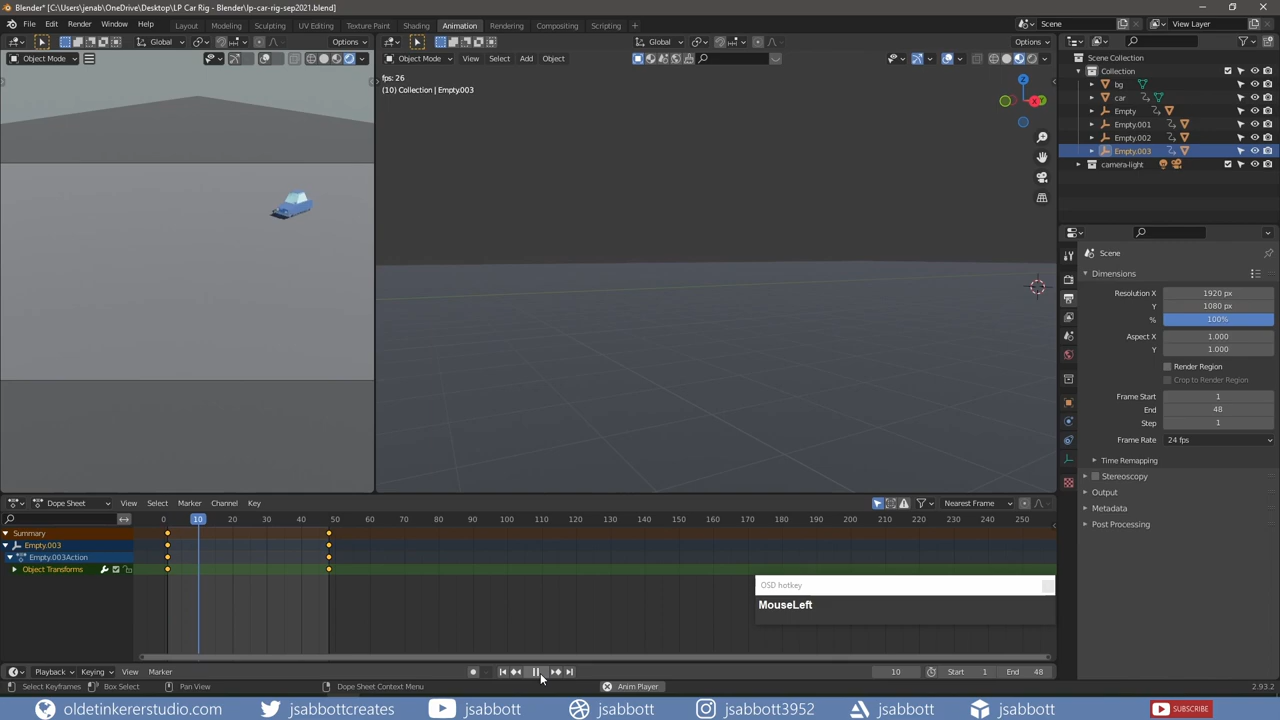 Blender* [C:\Users\jenab\OneDrive\Desktop\LP Car Rig - Blender\lp-car-rig-sep2021.blend]
File Edit Render Window Help Layout Modeling Sculpting UV Editing Texture Paint Shading Animation Rendering Compositing Scripting Scene View Layer
Global Options Global Options
Object Mode Object Mode View Select Add Object
fps: 26
(10) Collection | Empty.003
Scene Collection
Collection
bg
car
Empty
Empty.001
Empty.002
Empty.003
camera-light
Scene
Dimensions
Resolution X 1920 px
Y 1080 px
% 100%
Aspect X 1.000
Y 1.000
Render Region
Crop to Render Region
Frame Start 1
End 48
Step 1
Frame Rate 24 fps
Time Remapping
Stereoscopy
Output
Metadata
Post Processing
Dope Sheet View Select Marker Channel Key Nearest Frame
0 10 20 30 40 50 60 70 80 90 100 110 120 130 140 150 160 170 180 190 200 210 220 230 240 250
Summary
Empty.003
Empty.003Action
Object Transforms
OSD hotkey
MouseLeft
Playback Keying View Marker 10 Start 1 End 48
Select Keyframes Box Select Pan View Dope Sheet Context Menu Anim Player 2.93.2
oldetinkererstudio.com jsabbottcreates jsabbott jsabbott jsabbott3952 jsabbott jsabbott SUBSCRIBE